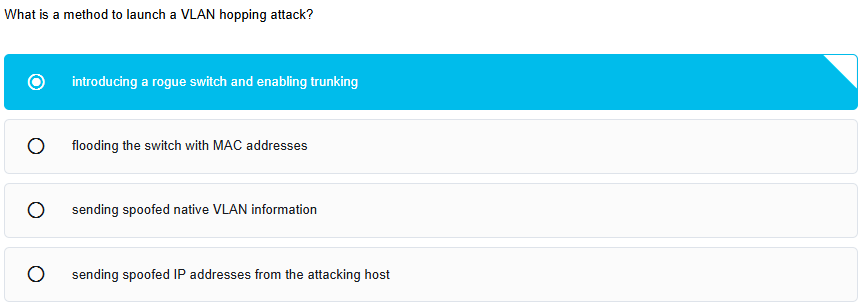 What is a method to launch a VLAN hopping attack?
introducing a rogue switch and enabling trunking
flooding the switch with MAC addresses
sending spoofed native VLAN information
sending spoofed IP addresses from the attacking host